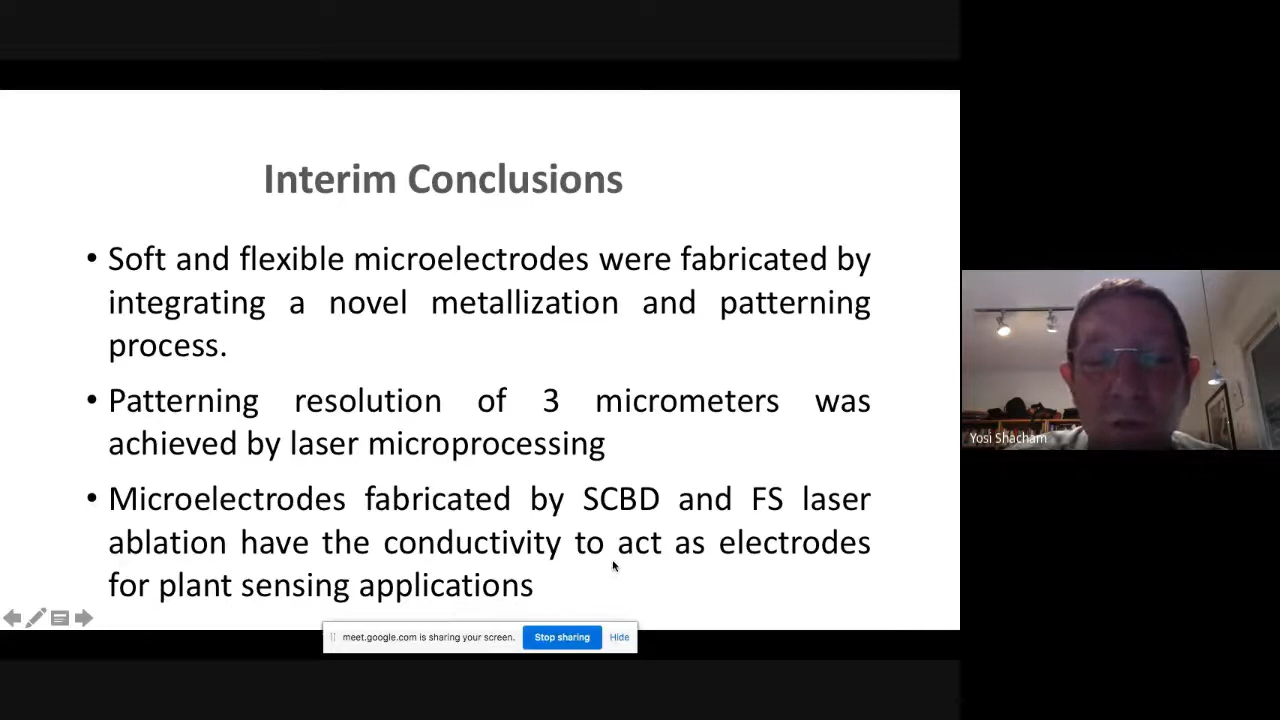 Interim Conclusions
• Soft and flexible microelectrodes were fabricated by
integrating a novel metallization and patterning
process.
• Patterning resolution of 3 micrometers was
achieved by laser microprocessing
• Microelectrodes fabricated by SCBD and FS laser
ablation have the conductivity to act as electrodes
for plant sensing applications
Yosi Shacham
meet.google.com is sharing your screen. Stop sharing Hide